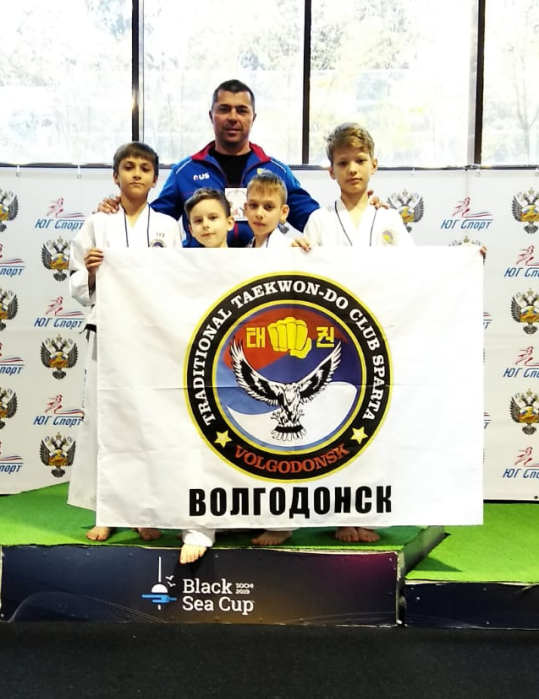 RUS
ЮГ Спорт
TRADITIONAL TAEKWON-DO CLUB SPARTA
태 진
VOLGODONSK
ВОЛГОДОНСК
Black SOCHI 2019
Sea Cup